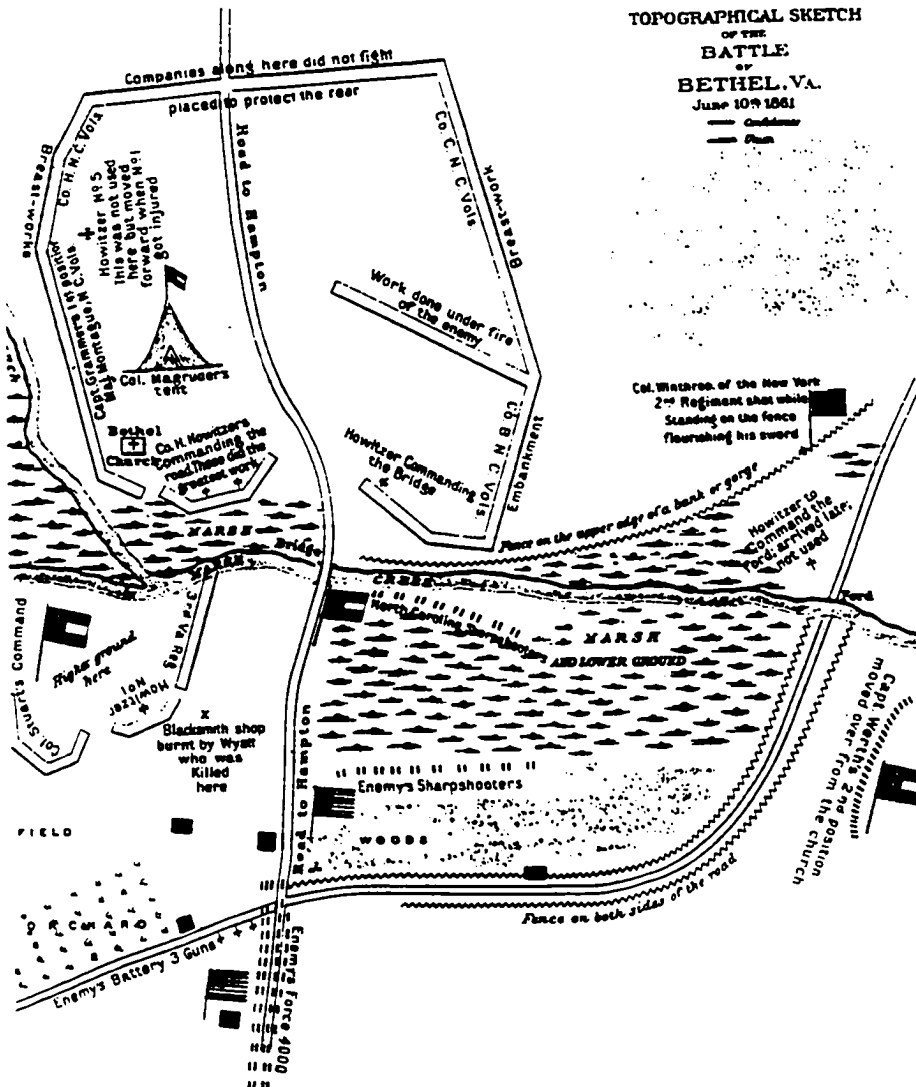 TOPOGRAPHICAL SKETCH
OF THE
BATTLE
OF
BETHEL, VA.
June 10th 1861
Confederates
Companies along here did not fight
placed to protect the rear
Breast-works
Co. H. N.C. Vols
Howitzer No 5
This was not used
here but moved
forward when No 1
got injured
Road to Hampton
Co. C. N. C. Vols
Breast-work
Capt. Grammers 1st position
Maj. Montague N.C. Vols.
Col. Magruder's
tent
Work done under fire
of the enemy
Col. Winthrop of the New York
2nd Regiment shot while
Standing on the fence
flourishing his sword
Bethel
Church
Co. H. Howitzers
Commanding the
road. These did the
greatest work
Howitzer Commanding
the Bridge
Co. B N C. Vols.
Embankment
Fence on the upper edge of a bank or gorge
Howitzer to
Command the
Ford; arrived late;
not used
MARSH
Bridge
MARSH
CREEK
Ford
North Carolina Sharpshooters
MARSH
AND LOWER GROUND
Col. Stuart's Command
Highs ground
here
3rd Va Reg
Howitzer
No 1
x
Blacksmith shop
burnt by Wyatt
who was
Killed
here
Road to Hampton
Enemy's Sharpshooters
Capt. Werth's 2nd position
moved over from the church
FIELD
WOODS
ORCHARD
Fence on both sides of the road
Enemy's Battery 3 Guns
Enemy's Force 4000